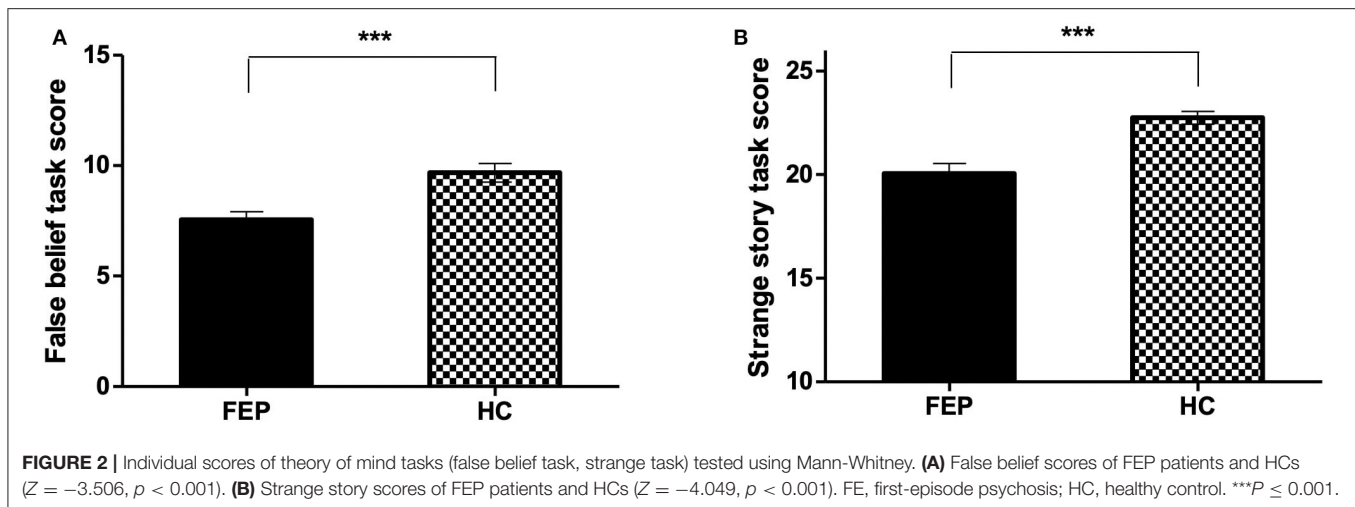 A
***
15
10
5
0
False belief task score
FEP
HC
B
***
25
20
15
10
Strange story task score
FEP
HC
FIGURE 2 | Individual scores of theory of mind tasks (false belief task, strange task) tested using Mann-Whitney. (A) False belief scores of FEP patients and HCs
(Z = −3.506, p < 0.001). (B) Strange story scores of FEP patients and HCs (Z = −4.049, p < 0.001). FE, first-episode psychosis; HC, healthy control. ***P ≤ 0.001.